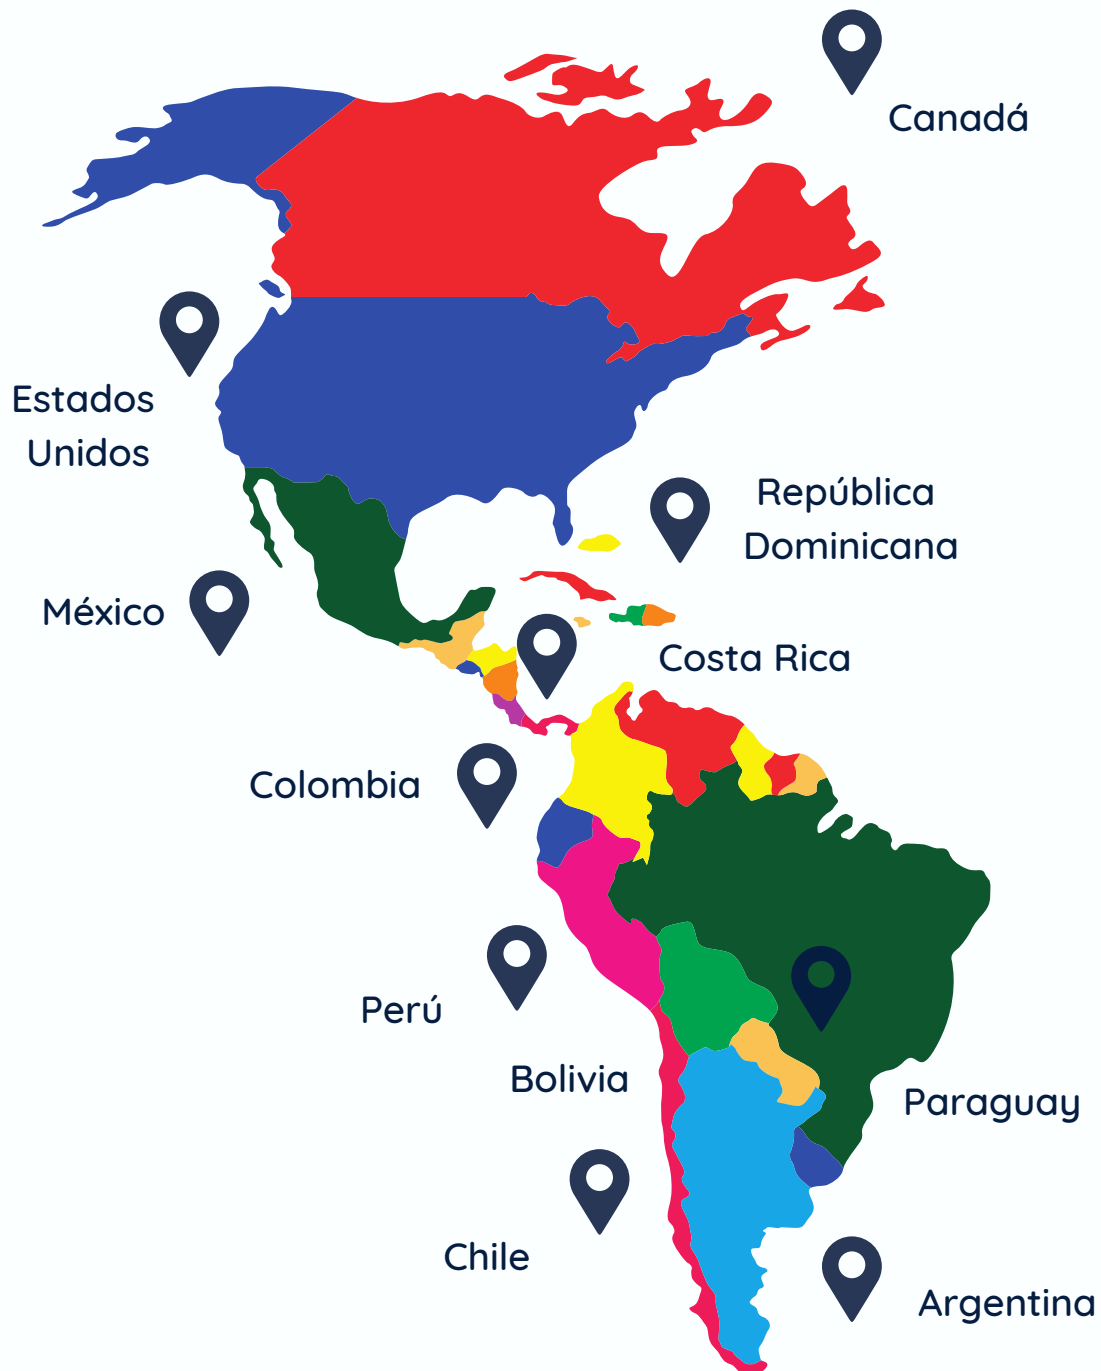 Canadá
Estados
Unidos
República
Dominicana
México
Costa Rica
Colombia
Perú
Bolivia
Paraguay
Chile
Argentina